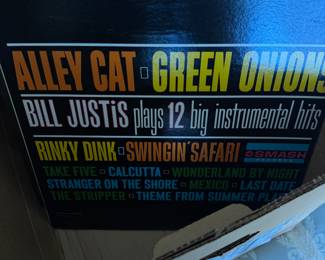 ALLEY CAT ▫ GREEN ONIONS
BILL JUSTIS plays 12 big instrumental hits
RINKY DINK ▫ SWINGIN' SAFARI SMASH
TAKE FIVE ▫ CALCUTTA ▫ WONDERLAND BY NIGHT
STRANGER ON THE SHORE ▫ MEXICO ▫ LAST DATE
THE STRIPPER ▫ THEME FROM SUMMER PLA